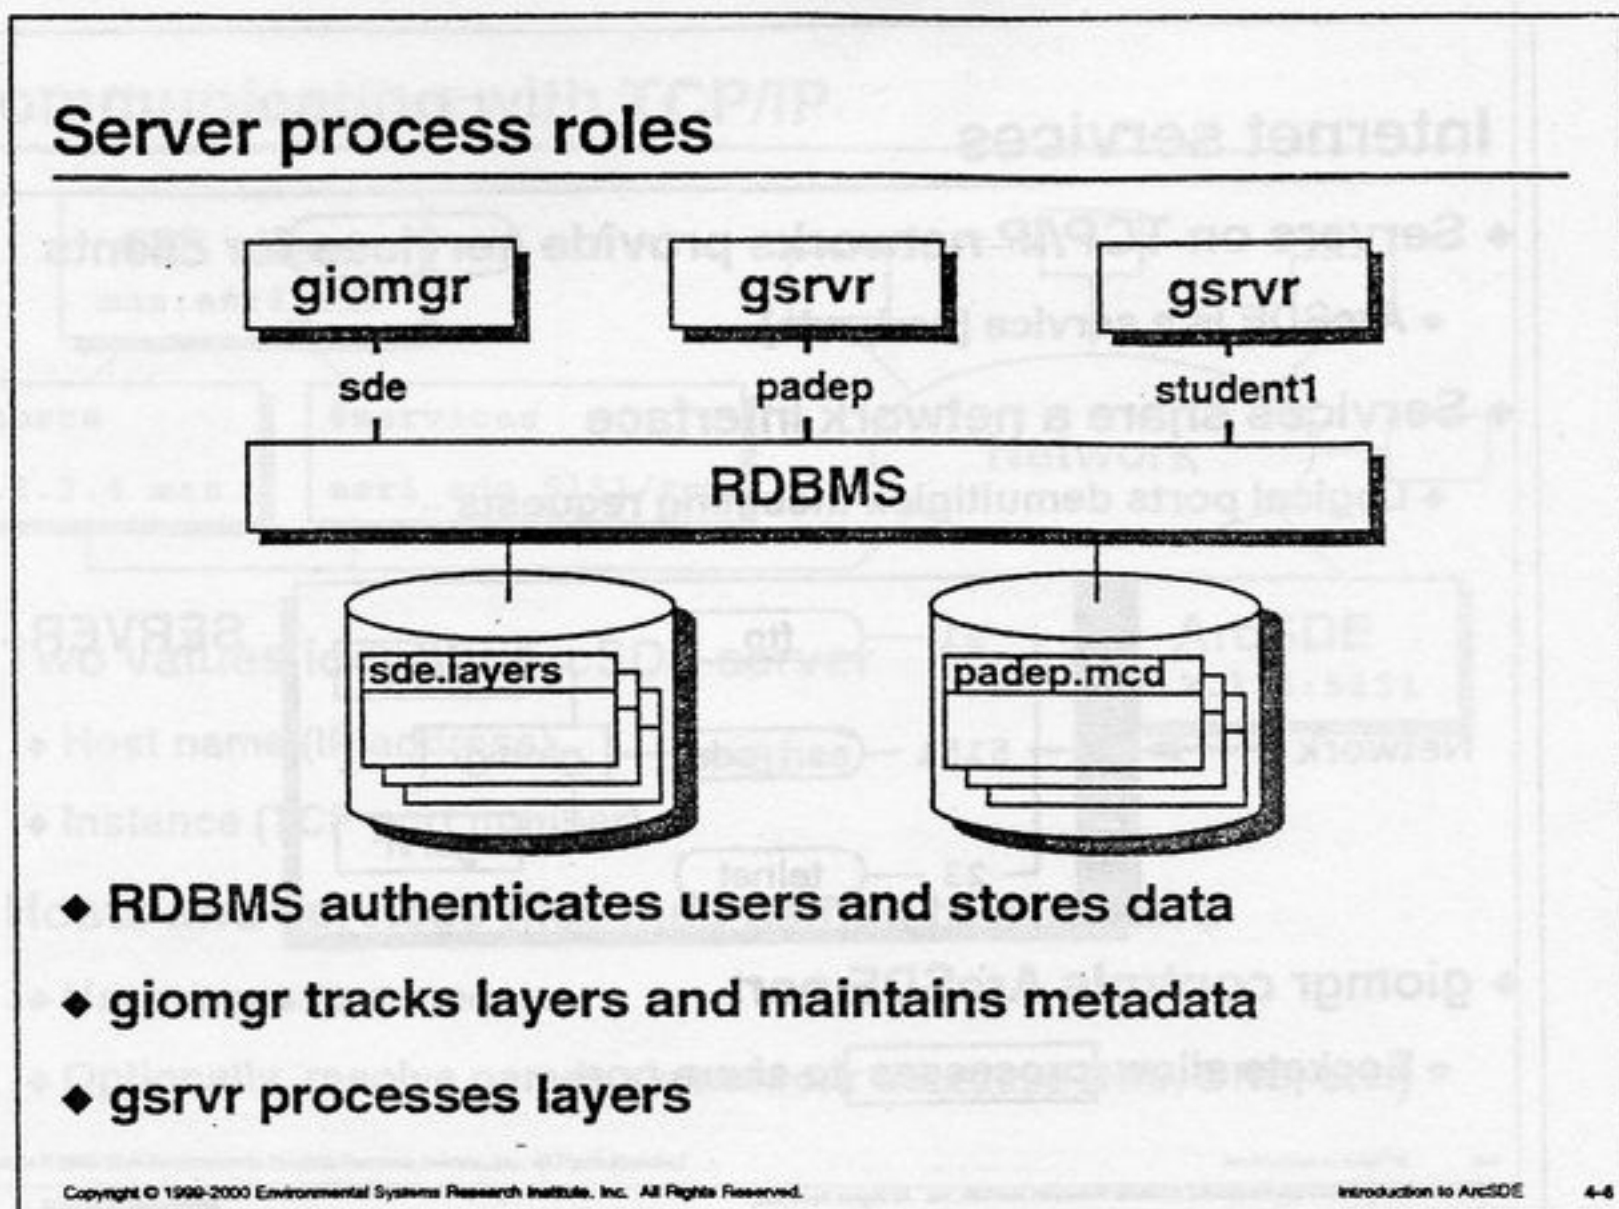 Server process roles
giomgr
gsrvr
gsrvr
sde
padep
student1
RDBMS
sde.layers
padep.mcd
◆ RDBMS authenticates users and stores data
◆ giomgr tracks layers and maintains metadata
◆ gsrvr processes layers
Copyright © 1999-2000 Environmental Systems Research Institute, Inc. All Rights Reserved.
Introduction to ArcSDE